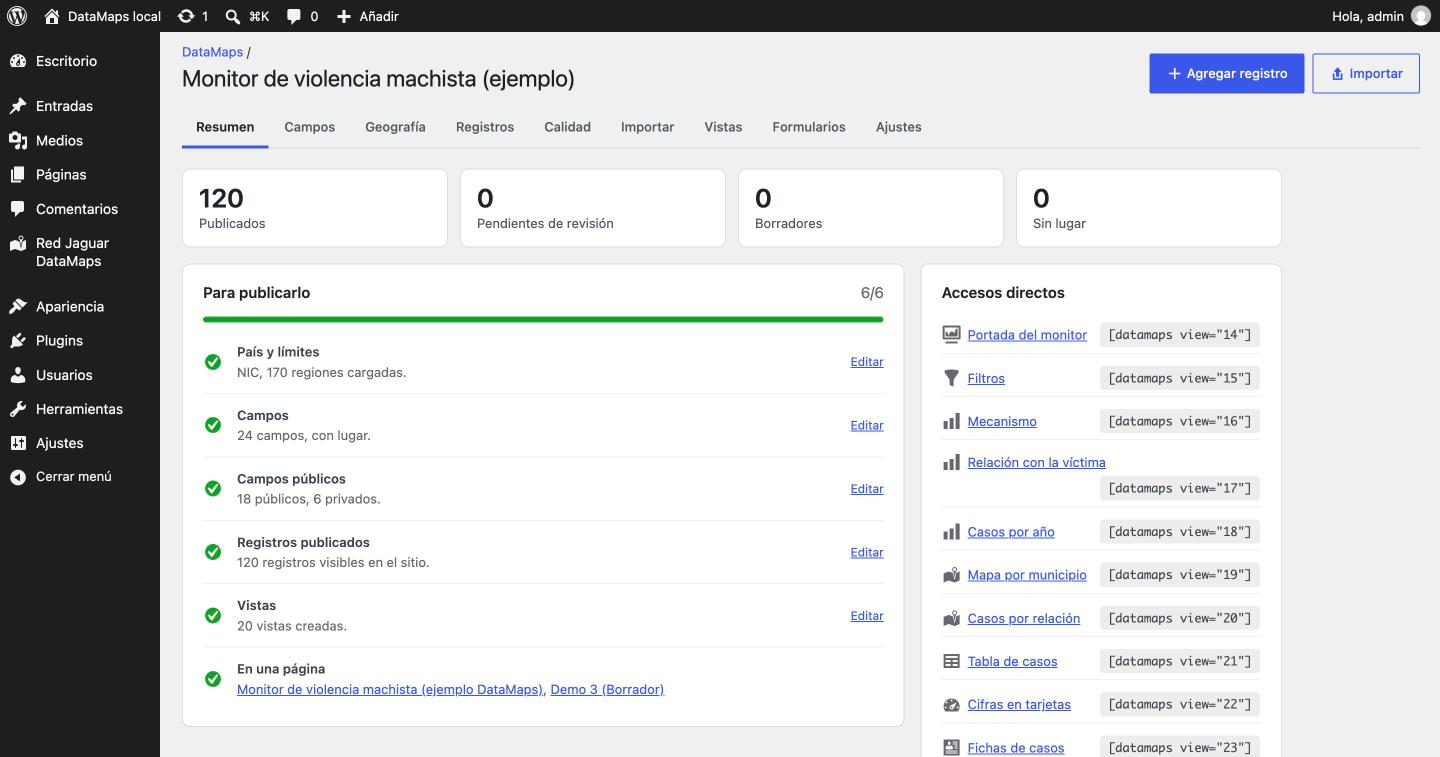 DataMaps local
1
⌘K
0
Añadir
Hola, admin
Escritorio
Entradas
Medios
Páginas
Comentarios
Red Jaguar
DataMaps
Apariencia
Plugins
Usuarios
Herramientas
Ajustes
Cerrar menú
DataMaps /
Monitor de violencia machista (ejemplo)
Agregar registro
Importar
Resumen
Campos
Geografía
Registros
Calidad
Importar
Vistas
Formularios
Ajustes
120
Publicados
0
Pendientes de revisión
0
Borradores
0
Sin lugar
Para publicarlo
6/6
País y límites
NIC, 170 regiones cargadas.
Editar
Campos
24 campos, con lugar.
Editar
Campos públicos
18 públicos, 6 privados.
Editar
Registros publicados
120 registros visibles en el sitio.
Editar
Vistas
20 vistas creadas.
Editar
En una página
Monitor de violencia machista (ejemplo DataMaps), Demo 3 (Borrador)
Accesos directos
Portada del monitor [datamaps view="14"]
Filtros [datamaps view="15"]
Mecanismo [datamaps view="16"]
Relación con la víctima
[datamaps view="17"]
Casos por año [datamaps view="18"]
Mapa por municipio [datamaps view="19"]
Casos por relación [datamaps view="20"]
Tabla de casos [datamaps view="21"]
Cifras en tarjetas [datamaps view="22"]
Fichas de casos [datamaps view="23"]